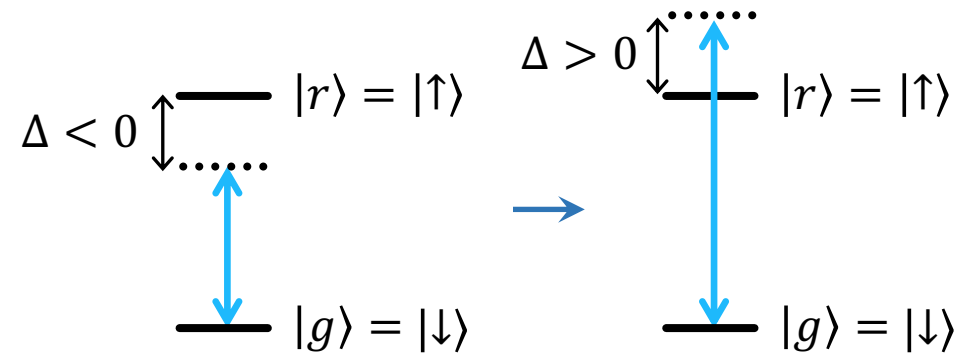 |r⟩ = |↑⟩
Δ < 0
|g⟩ = |↓⟩
Δ > 0
|r⟩ = |↑⟩
|g⟩ = |↓⟩